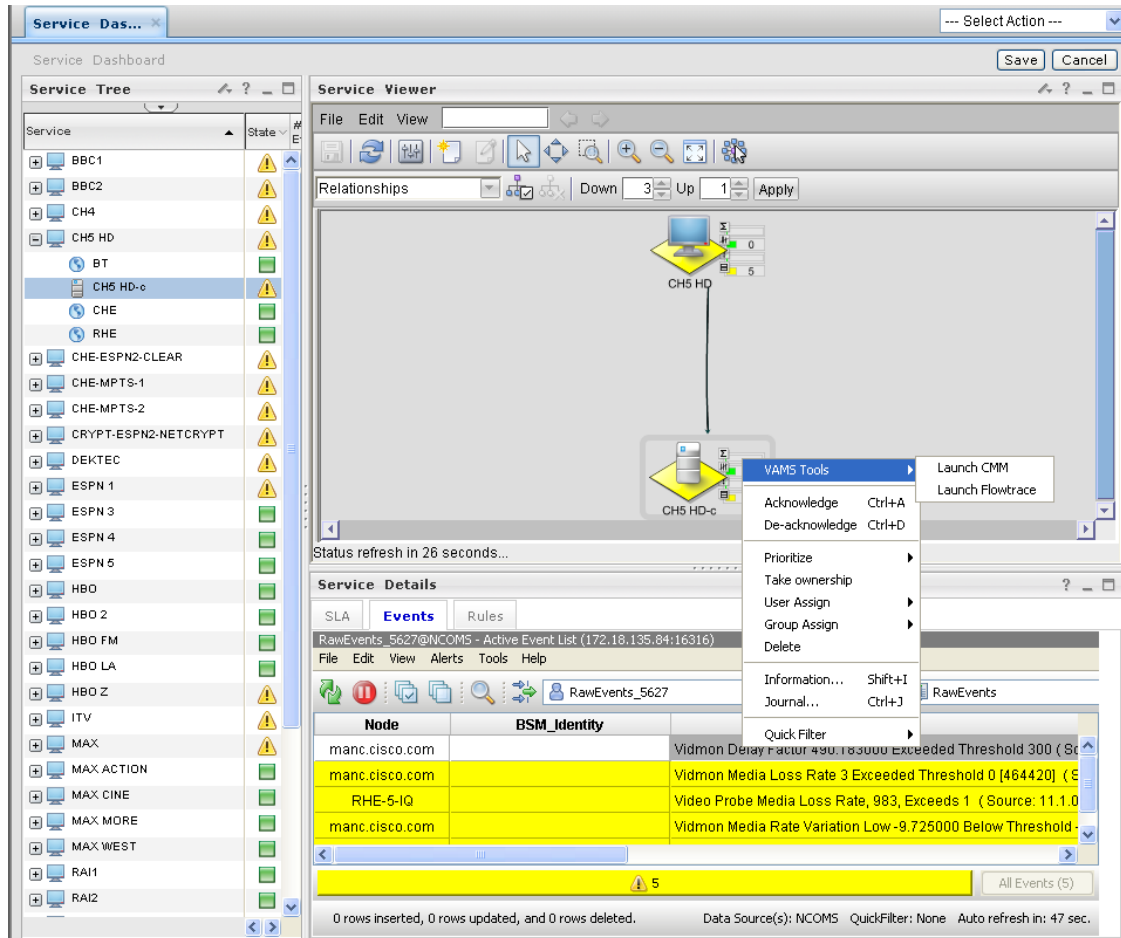 Service Das...
--- Select Action ---
Service Dashboard
Save Cancel
Service Tree
Service State #
E
BBC1
BBC2
CH4
CH5 HD
BT
CH5 HD-c
CHE
RHE
CHE-ESPN2-CLEAR
CHE-MPTS-1
CHE-MPTS-2
CRYPT-ESPN2-NETCRYPT
DEKTEC
ESPN 1
ESPN 3
ESPN 4
ESPN 5
HBO
HBO 2
HBO FM
HBO LA
HBO Z
ITV
MAX
MAX ACTION
MAX CINE
MAX MORE
MAX WEST
RAI1
RAI2
Service Viewer
File Edit View
Relationships Down 3 Up 1 Apply
0
5
CH5 HD
CH5 HD-c
VAMS Tools
Launch CMM
Launch Flowtrace
Acknowledge Ctrl+A
De-acknowledge Ctrl+D
Prioritize
Take ownership
User Assign
Group Assign
Delete
Information... Shift+I
Journal... Ctrl+J
Quick Filter
Status refresh in 26 seconds...
Service Details
SLA Events Rules
RawEvents_5627@NCOMS - Active Event List (172.18.135.84:16316)
File Edit View Alerts Tools Help
RawEvents_5627 RawEvents
Node BSM_Identity
manc.cisco.com Vidmon Delay Factor 490.183000 Exceeded Threshold 300 ( So
manc.cisco.com Vidmon Media Loss Rate 3 Exceeded Threshold 0 [464420] ( S
RHE-5-IQ Video Probe Media Loss Rate, 983, Exceeds 1 ( Source: 11.1.0
manc.cisco.com Vidmon Media Rate Variation Low -9.725000 Below Threshold -
5 All Events (5)
0 rows inserted, 0 rows updated, and 0 rows deleted. Data Source(s): NCOMS QuickFilter: None Auto refresh in: 47 sec.